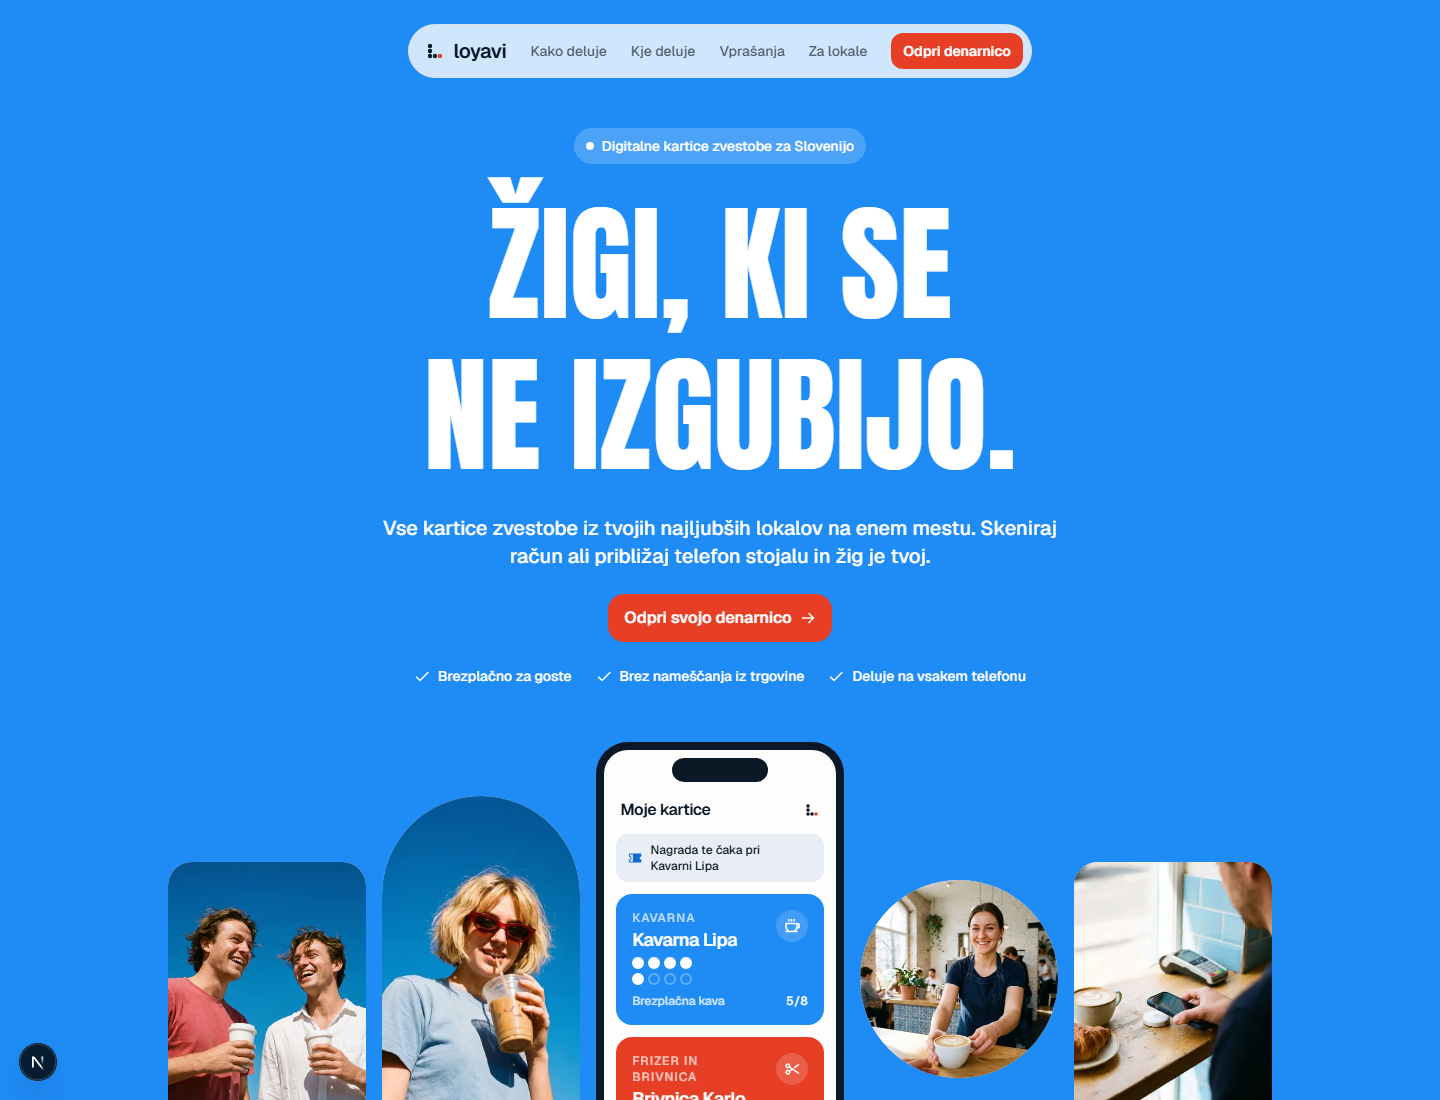 loyavi
Kako deluje
Kje deluje
Vprašanja
Za lokale
Odpri denarnico
Digitalne kartice zvestobe za Slovenijo
ŽIGI, KI SE
NE IZGUBIJO.
Vse kartice zvestobe iz tvojih najljubših lokalov na enem mestu. Skeniraj
račun ali približaj telefon stojalu in žig je tvoj.
Odpri svojo denarnico →
Brezplačno za goste
Brez nameščanja iz trgovine
Deluje na vsakem telefonu
Moje kartice
Nagrada te čaka pri
Kavarni Lipa
KAVARNA
Kavarna Lipa
Brezplačna kava
5/8
FRIZER IN
BRIVNICA
Brivnica Karlo
N